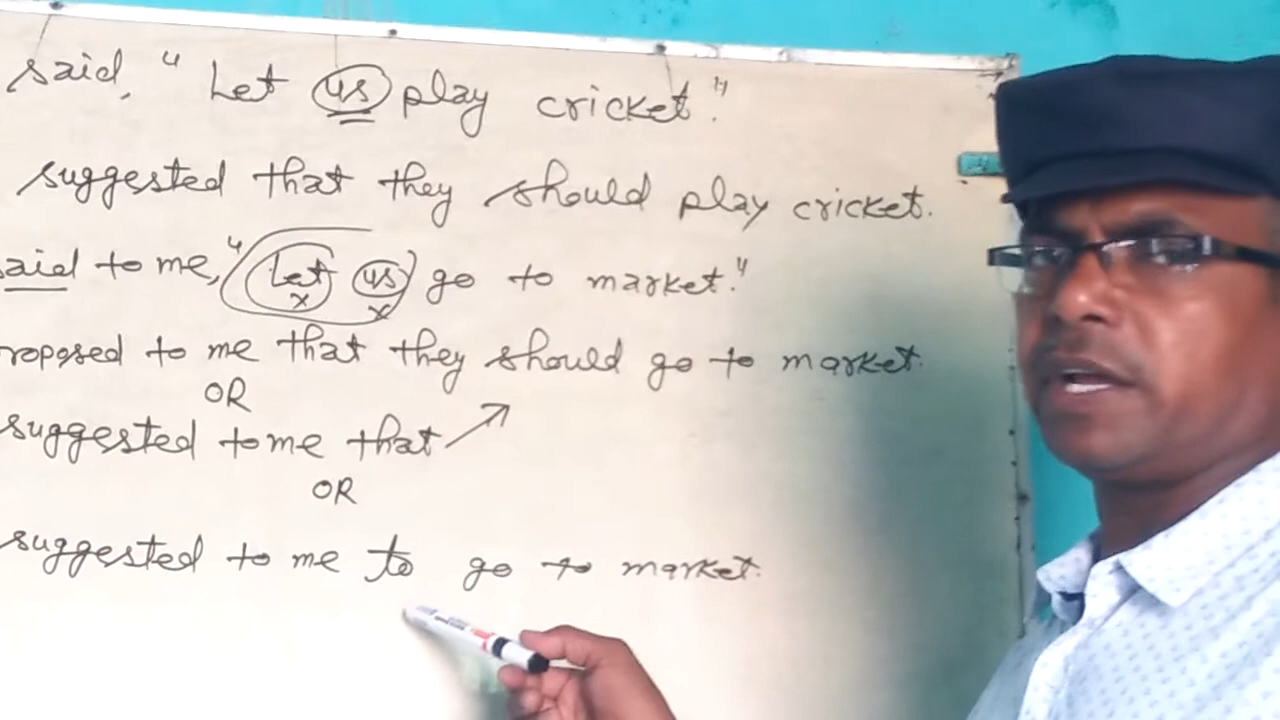 said, " Let us play cricket."
suggested that they should play cricket.
said to me, " Let us go to market."
roposed to me that they should go to market.
OR
suggested to me that
OR
suggested to me to go to market.